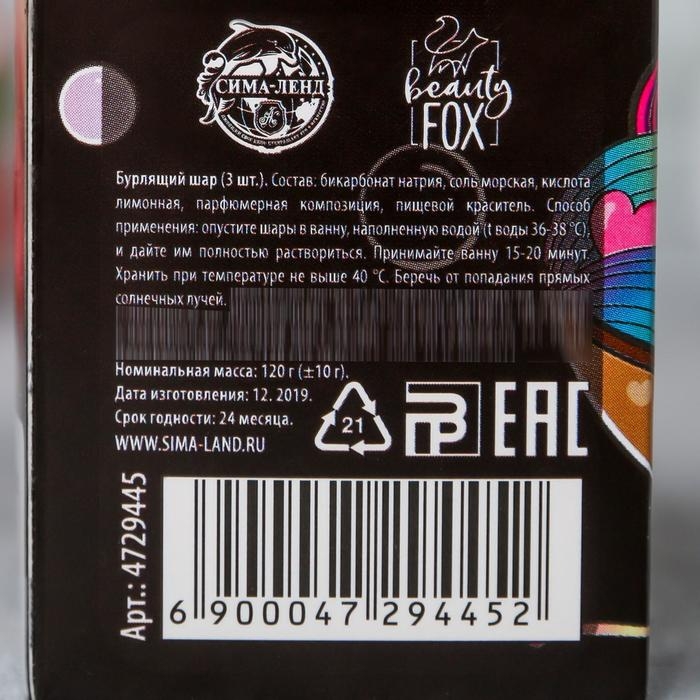 СИМА-ЛЕНД
beauty
FOX
Бурлящий шар (3 шт.). Состав: бикарбонат натрия, соль морская, кислота
лимонная, парфюмерная композиция, пищевой краситель. Способ
применения: опустите шары в ванну, наполненную водой (t воды 36-38 °С),
и дайте им полностью раствориться. Принимайте ванну 15-20 минут.
Хранить при температуре не выше 40 °С. Беречь от попадания прямых
солнечных лучей.
Номинальная масса: 120 г (±10 г).
Дата изготовления: 12. 2019.
Срок годности: 24 месяца.
WWW.SIMA-LAND.RU
21
EAC
Арт.: 4729445
6 900047 294452